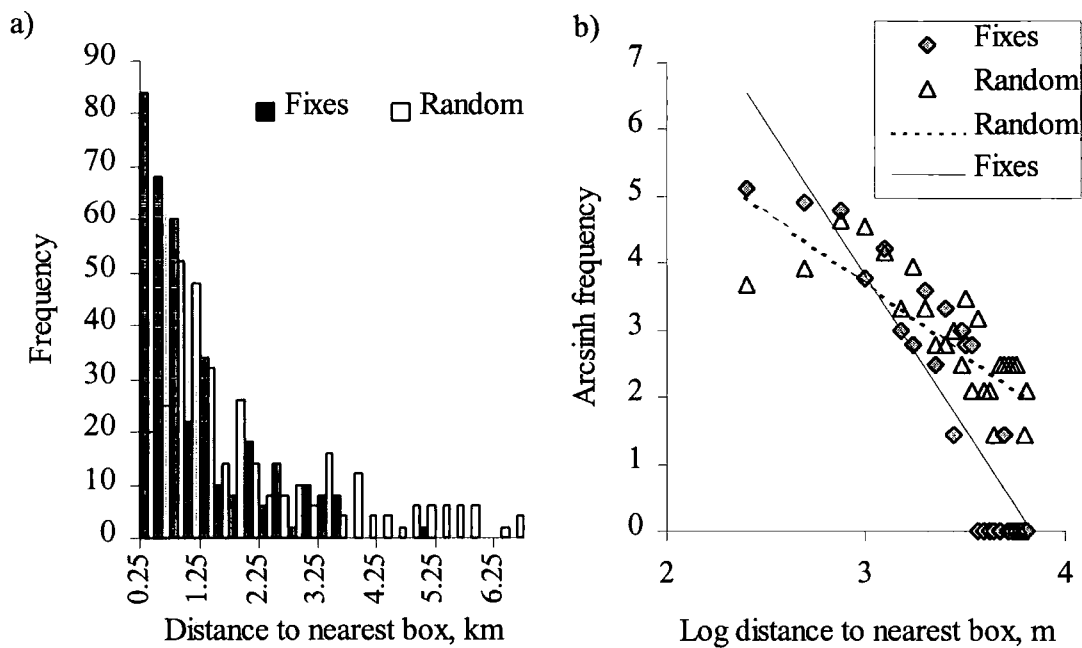 a)
90
80
70
60
50
40
30
20
10
0
Frequency
Fixes
Random
0.25
1.25
2.25
3.25
4.25
5.25
6.25
Distance to nearest box, km
b)
Fixes
Random
Random
Fixes
7
6
5
4
3
2
1
0
Arcsinh frequency
2
3
4
Log distance to nearest box, m